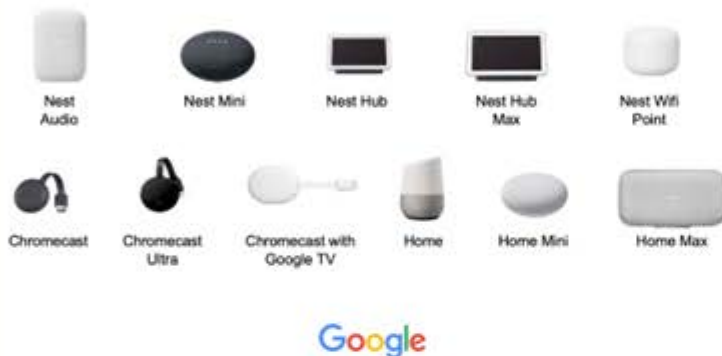 Nest
Audio
Nest Mini
Nest Hub
Nest Hub
Max
Nest Wifi
Point
Chromecast
Chromecast
Ultra
Chromecast with
Google TV
Home
Home Mini
Home Max
Google